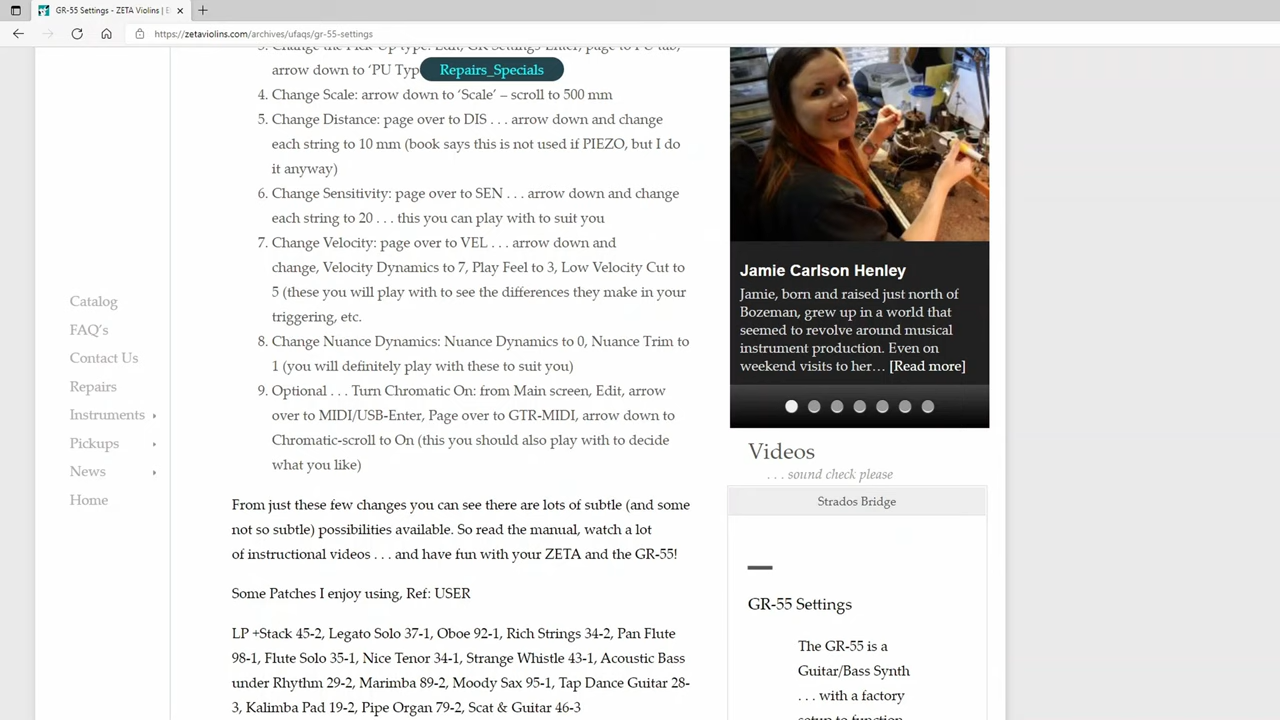 GR-55 Settings - ZETA Violins | E
https://zetaviolins.com/archives/ufaqs/gr-55-settings
Catalog
FAQ's
Contact Us
Repairs
Instruments
Pickups
News
Home
3. Change the Pick-Up type: Edit, GK Settings-Enter, page to PU tab,
arrow down to ‘PU Typ
Repairs_Specials
4. Change Scale: arrow down to ‘Scale’ – scroll to 500 mm
5. Change Distance: page over to DIS . . . arrow down and change
each string to 10 mm (book says this is not used if PIEZO, but I do
it anyway)
6. Change Sensitivity: page over to SEN . . . arrow down and change
each string to 20 . . . this you can play with to suit you
7. Change Velocity: page over to VEL . . . arrow down and
change, Velocity Dynamics to 7, Play Feel to 3, Low Velocity Cut to
5 (these you will play with to see the differences they make in your
triggering, etc.
8. Change Nuance Dynamics: Nuance Dynamics to 0, Nuance Trim to
1 (you will definitely play with these to suit you)
9. Optional . . . Turn Chromatic On: from Main screen, Edit, arrow
over to MIDI/USB-Enter, Page over to GTR-MIDI, arrow down to
Chromatic-scroll to On (this you should also play with to decide
what you like)
From just these few changes you can see there are lots of subtle (and some
not so subtle) possibilities available. So read the manual, watch a lot
of instructional videos . . . and have fun with your ZETA and the GR-55!
Some Patches I enjoy using, Ref: USER
LP +Stack 45-2, Legato Solo 37-1, Oboe 92-1, Rich Strings 34-2, Pan Flute
98-1, Flute Solo 35-1, Nice Tenor 34-1, Strange Whistle 43-1, Acoustic Bass
under Rhythm 29-2, Marimba 89-2, Moody Sax 95-1, Tap Dance Guitar 28-
3, Kalimba Pad 19-2, Pipe Organ 79-2, Scat & Guitar 46-3
Jamie Carlson Henley
Jamie, born and raised just north of
Bozeman, grew up in a world that
seemed to revolve around musical
instrument production. Even on
weekend visits to her… [Read more]
Videos
. . . sound check please
Strados Bridge
GR-55 Settings
The GR-55 is a
Guitar/Bass Synth
. . . with a factory
setup to function